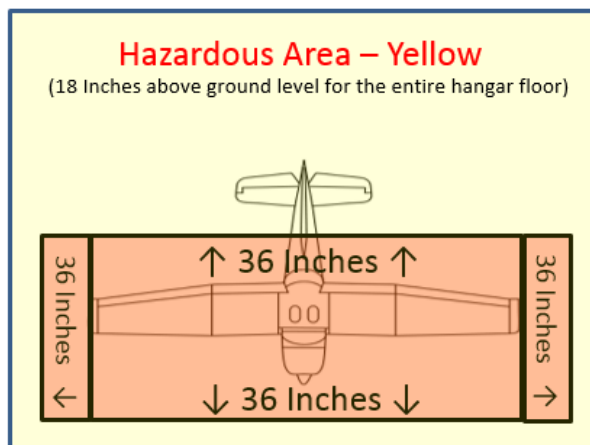 Hazardous Area – Yellow
(18 Inches above ground level for the entire hangar floor)
↑ 36 Inches ↑
36 Inches ←
36 Inches →
↓ 36 Inches ↓